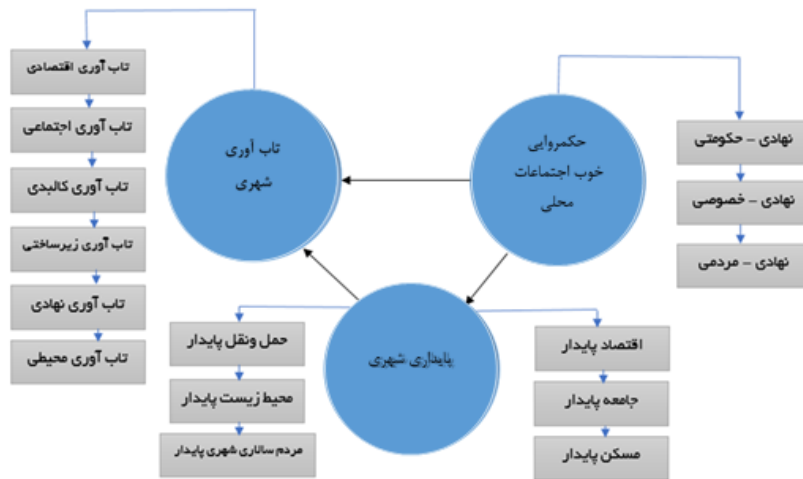 حکمروایی
خوب اجتماعات
محلی
نهادی – حکومتی
نهادی – خصوصی
نهادی – مردمی
تاب آوری
شهری
تاب آوری اقتصادی
تاب آوری اجتماعی
تاب آوری کالبدی
تاب آوری زیرساختی
تاب آوری نهادی
تاب آوری محیطی
پایداری شهری
اقتصاد پایدار
جامعه پایدار
مسکن پایدار
حمل ونقل پایدار
محیط زیست پایدار
مردم سالاری شهری پایدار